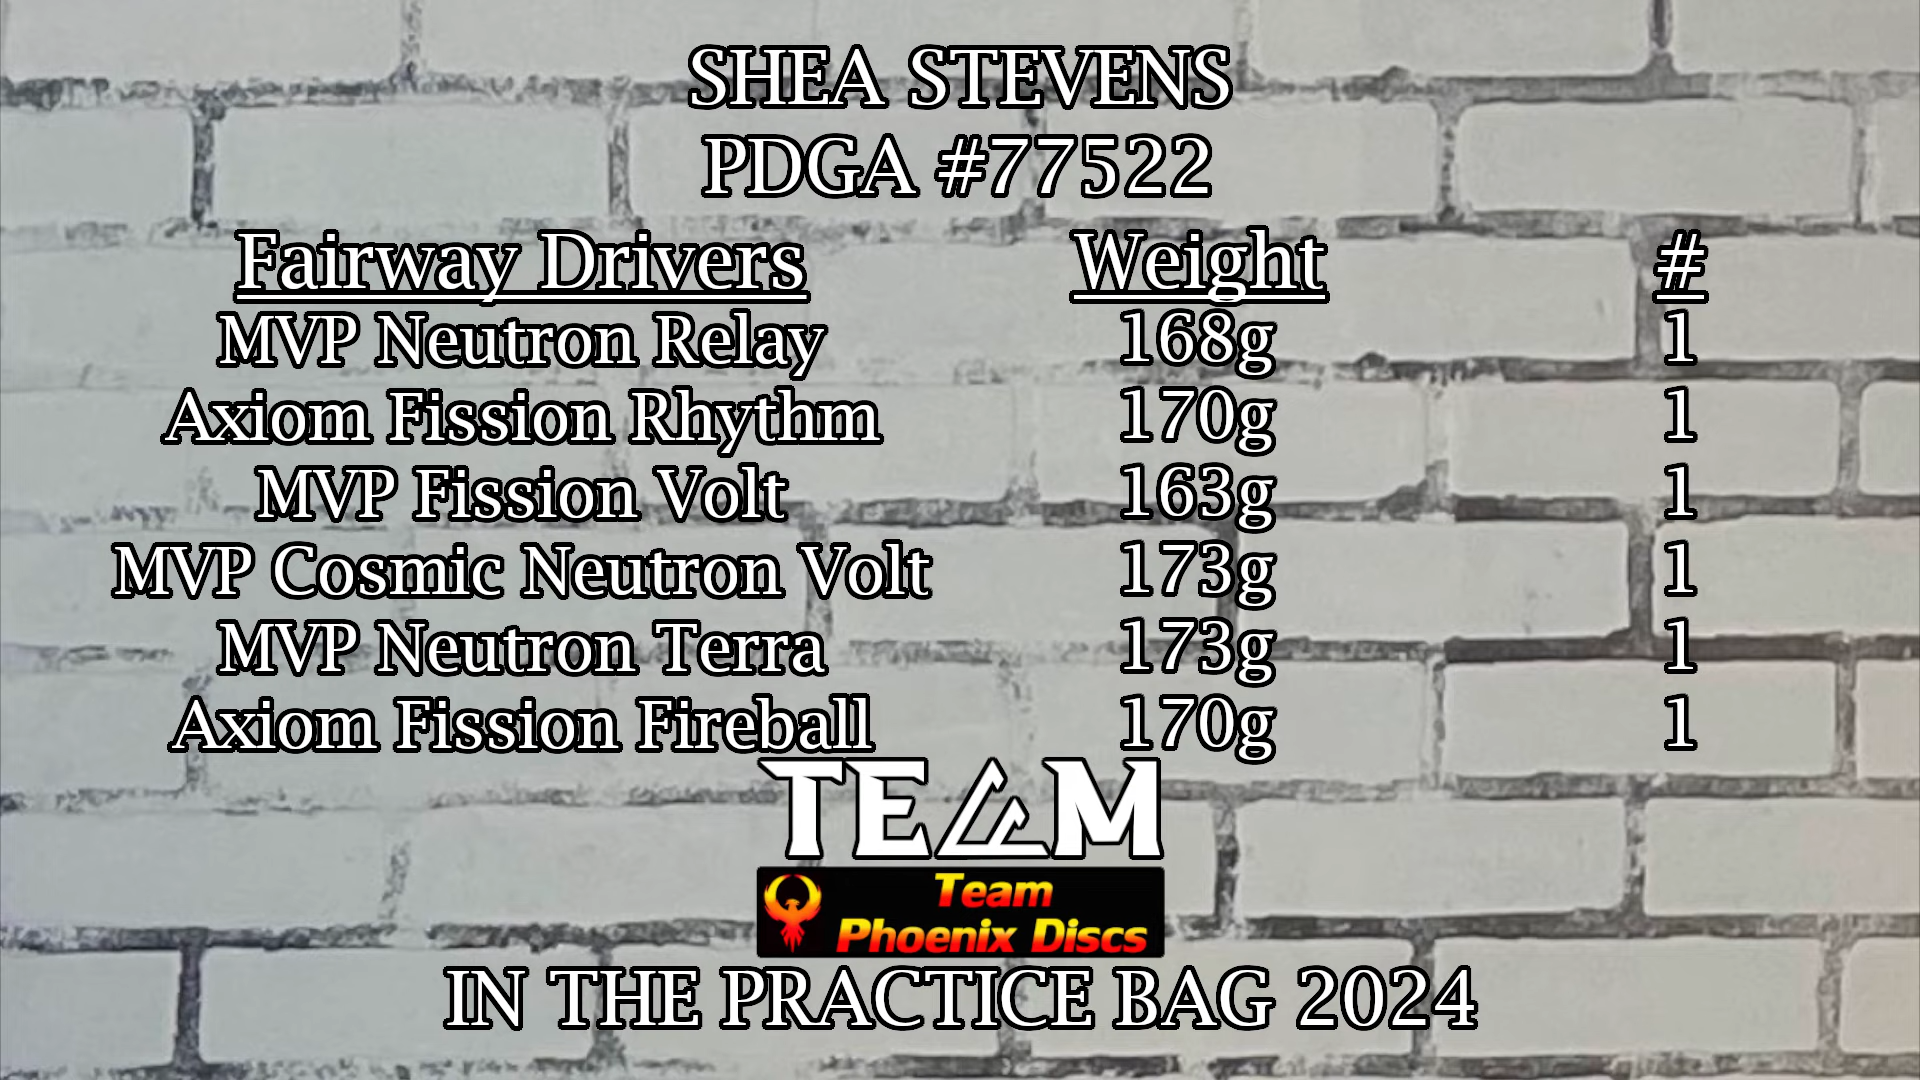 SHEA STEVENS
PDGA #77522
Fairway Drivers Weight #
MVP Neutron Relay 168g 1
Axiom Fission Rhythm 170g 1
MVP Fission Volt 163g 1
MVP Cosmic Neutron Volt 173g 1
MVP Neutron Terra 173g 1
Axiom Fission Fireball 170g 1
TEAM
Team
Phoenix Discs
IN THE PRACTICE BAG 2024